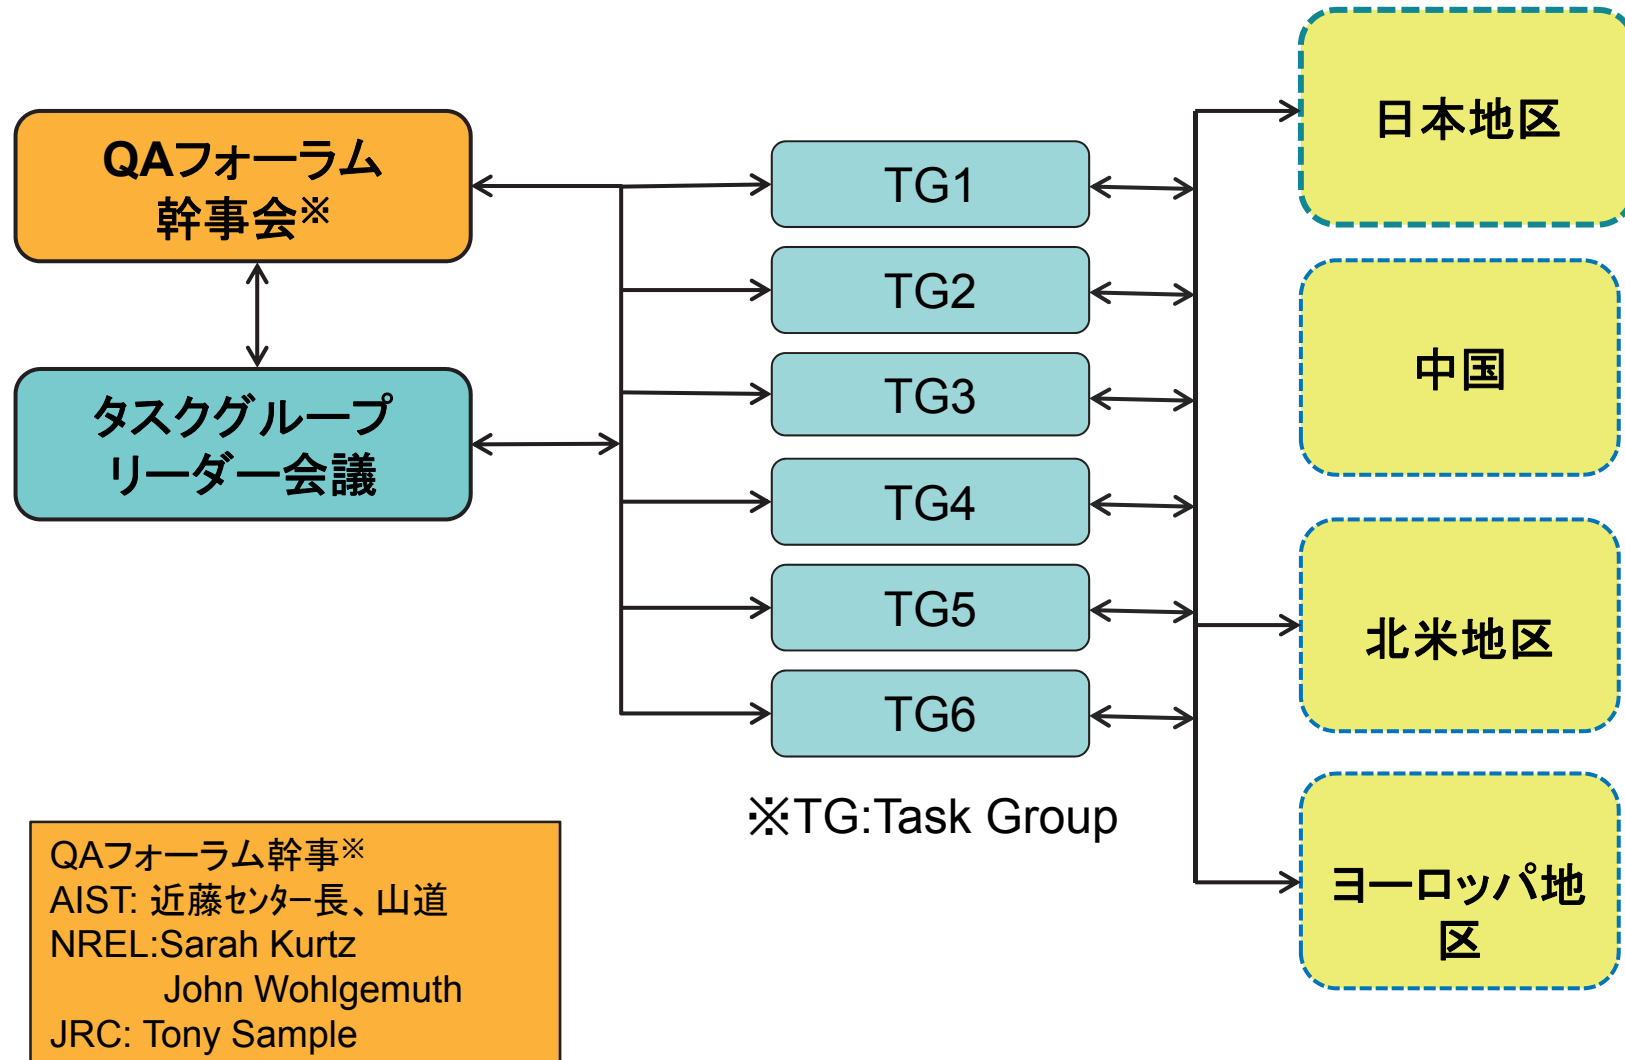 QAフォーラム
幹事会※
タスクグループ
リーダー会議
TG1
TG2
TG3
TG4
TG5
TG6
※TG:Task Group
日本地区
中国
北米地区
ヨーロッパ地
区
QAフォーラム幹事※
AIST: 近藤ｾﾝﾀｰ長、山道
NREL:Sarah Kurtz
John Wohlgemuth
JRC: Tony Sample